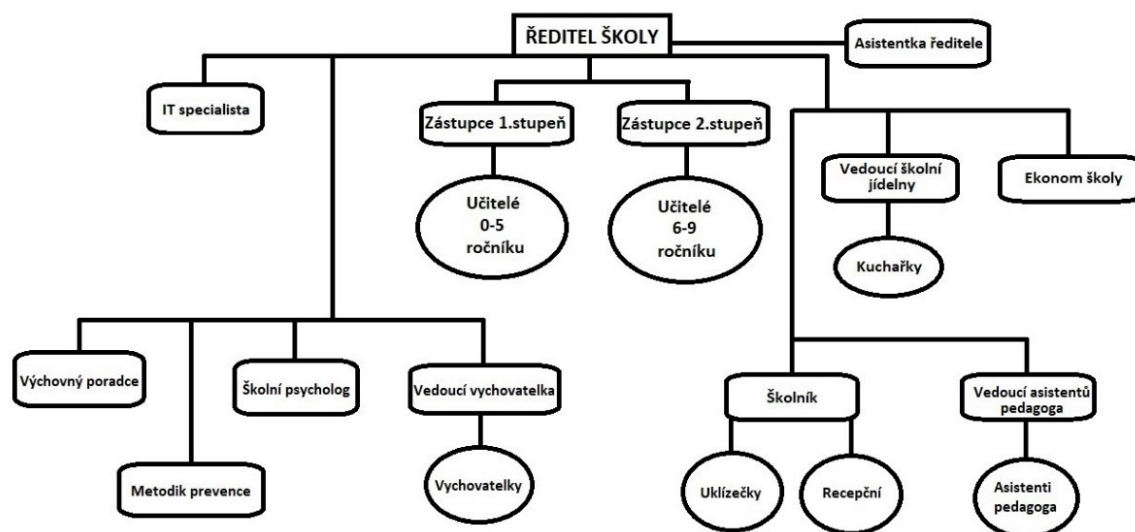 ŘEDITEL ŠKOLY
Asistentka ředitele
IT specialista
Zástupce 1.stupeň
Zástupce 2.stupeň
Vedoucí školní
jídelny
Ekonom školy
Učitelé
0-5
ročníku
Učitelé
6-9
ročníku
Kuchařky
Výchovný poradce
Školní psycholog
Vedoucí vychovatelka
Školník
Vedoucí asistentů
pedagoga
Metodik prevence
Vychovatelky
Uklízečky
Recepční
Asistenti
pedagoga